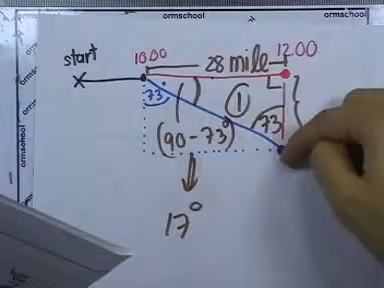 ormschool ormschool ormschool
start
10.00
28 mile
12.00
73
1
73
(90-73°)
17°